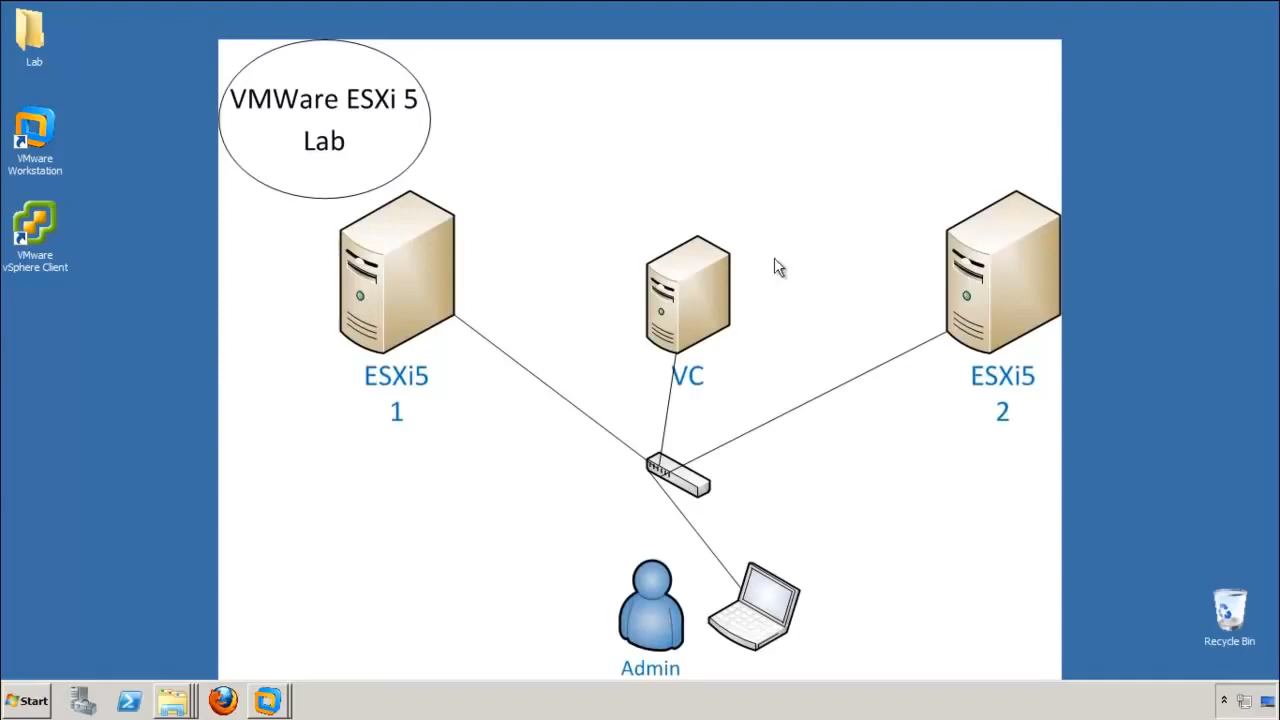 Lab
VMware
Workstation
VMware
vSphere Client
VMWare ESXi 5
Lab
ESXi5
1
VC
ESXi5
2
Admin
Recycle Bin
Start